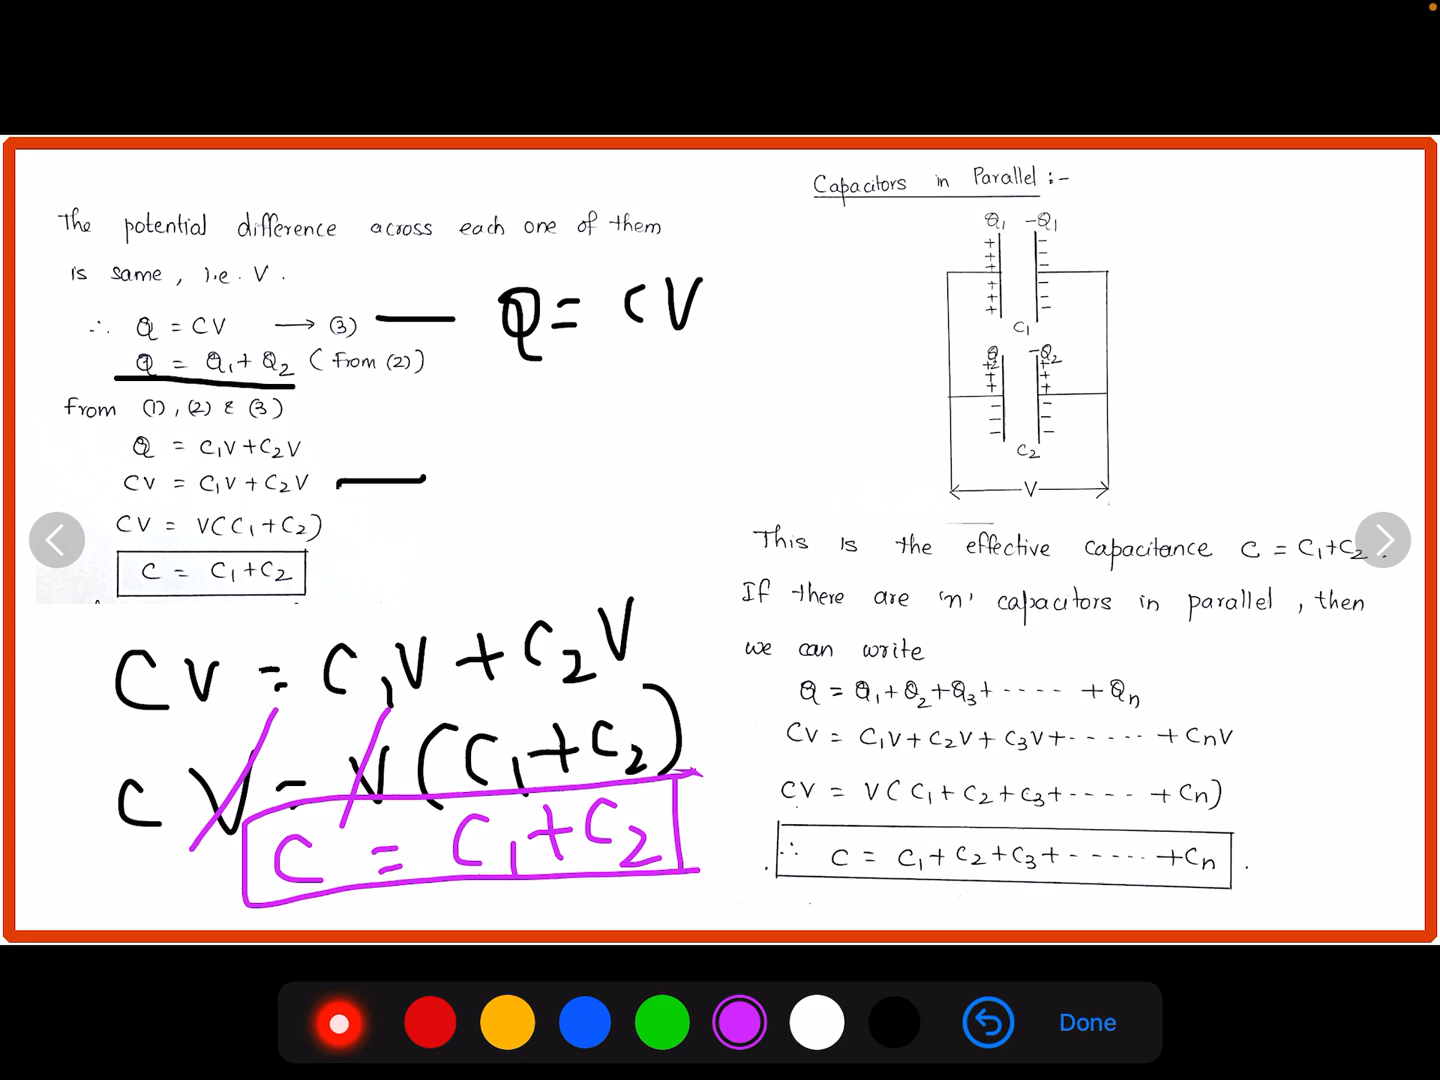 The potential difference across each one of them
is same, i.e. V.
∴ Q = CV → (3)
Q = Q₁ + Q₂ (from (2))
From (1), (2) & (3)
Q = C₁V + C₂V
CV = C₁V + C₂V
CV = V(C₁ + C₂)
C = C₁ + C₂
Q = CV
CV = C₁V + C₂V
CV = V(C₁ + C₂)
C = C₁ + C₂
Capacitors in Parallel :-
Q₁ -Q₁
C₁
Q₂ -Q₂
C₂
V
This is the effective capacitance C = C₁ + C₂.
If there are 'n' capacitors in parallel, then
we can write
Q = Q₁ + Q₂ + Q₃ + ----- + Qn
CV = C₁V + C₂V + C₃V + ----- + CnV
CV = V(C₁ + C₂ + C₃ + ----- + Cn)
∴ C = C₁ + C₂ + C₃ + ----- + Cn.
Done